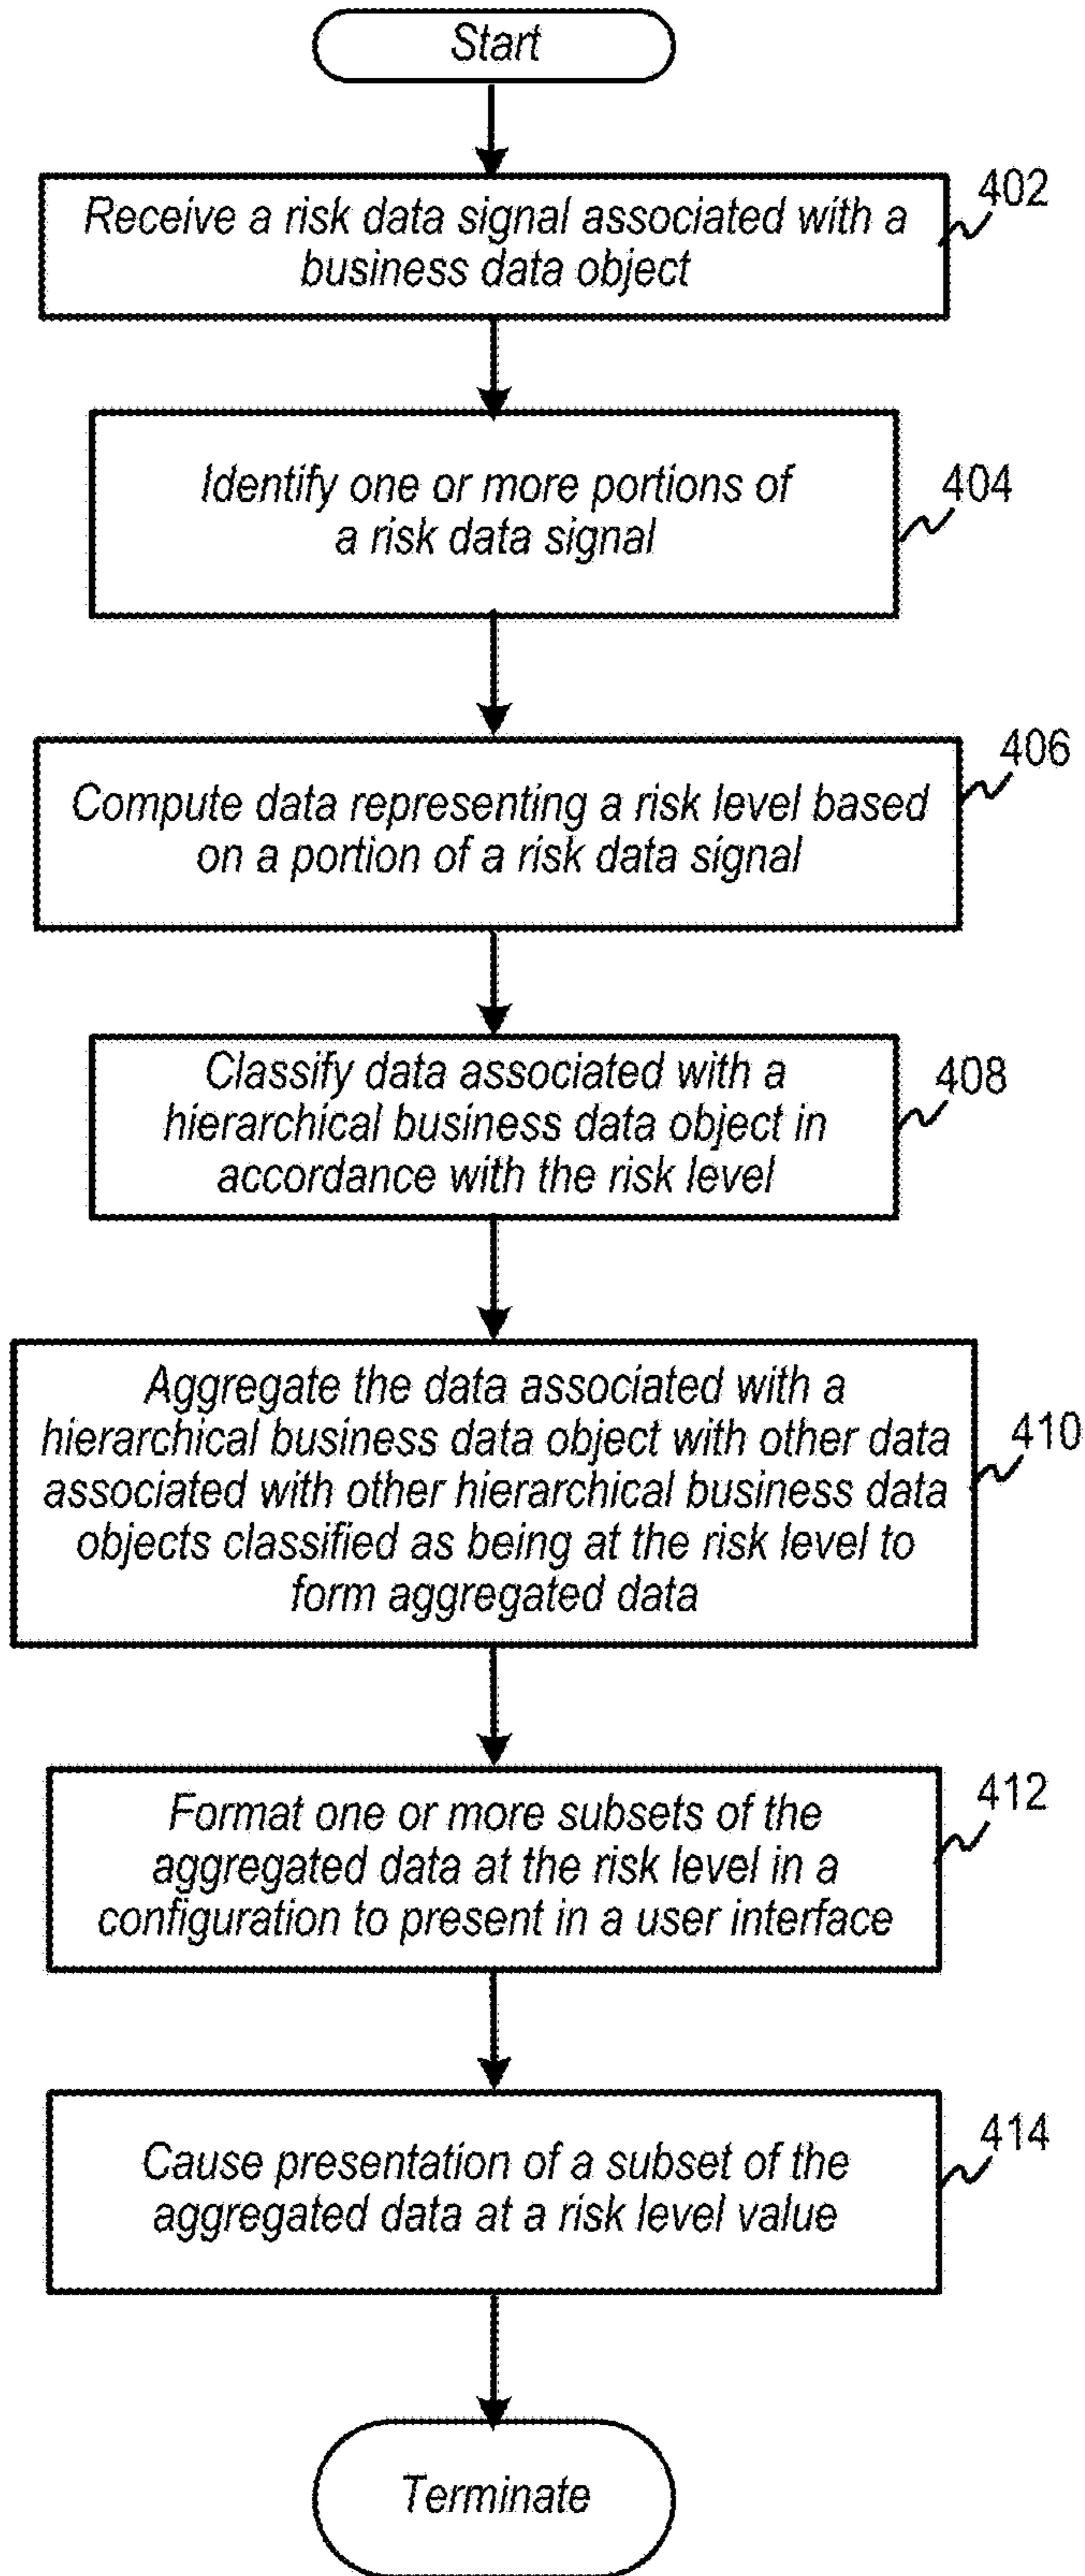 Start
Receive a risk data signal associated with a
business data object
402
Identify one or more portions of
a risk data signal
404
Compute data representing a risk level based
on a portion of a risk data signal
406
Classify data associated with a
hierarchical business data object in
accordance with the risk level
408
Aggregate the data associated with a
hierarchical business data object with other data
associated with other hierarchical business data
objects classified as being at the risk level to
form aggregated data
410
Format one or more subsets of the
aggregated data at the risk level in a
configuration to present in a user interface
412
Cause presentation of a subset of the
aggregated data at a risk level value
414
Terminate